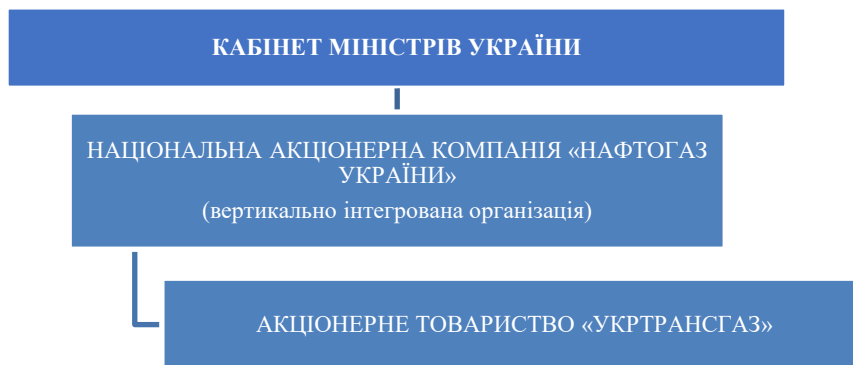 КАБІНЕТ МІНІСТРІВ УКРАЇНИ
НАЦІОНАЛЬНА АКЦІОНЕРНА КОМПАНІЯ «НАФТОГАЗ
УКРАЇНИ»
(вертикально інтегрована організація)
АКЦІОНЕРНЕ ТОВАРИСТВО «УКРТРАНСГАЗ»